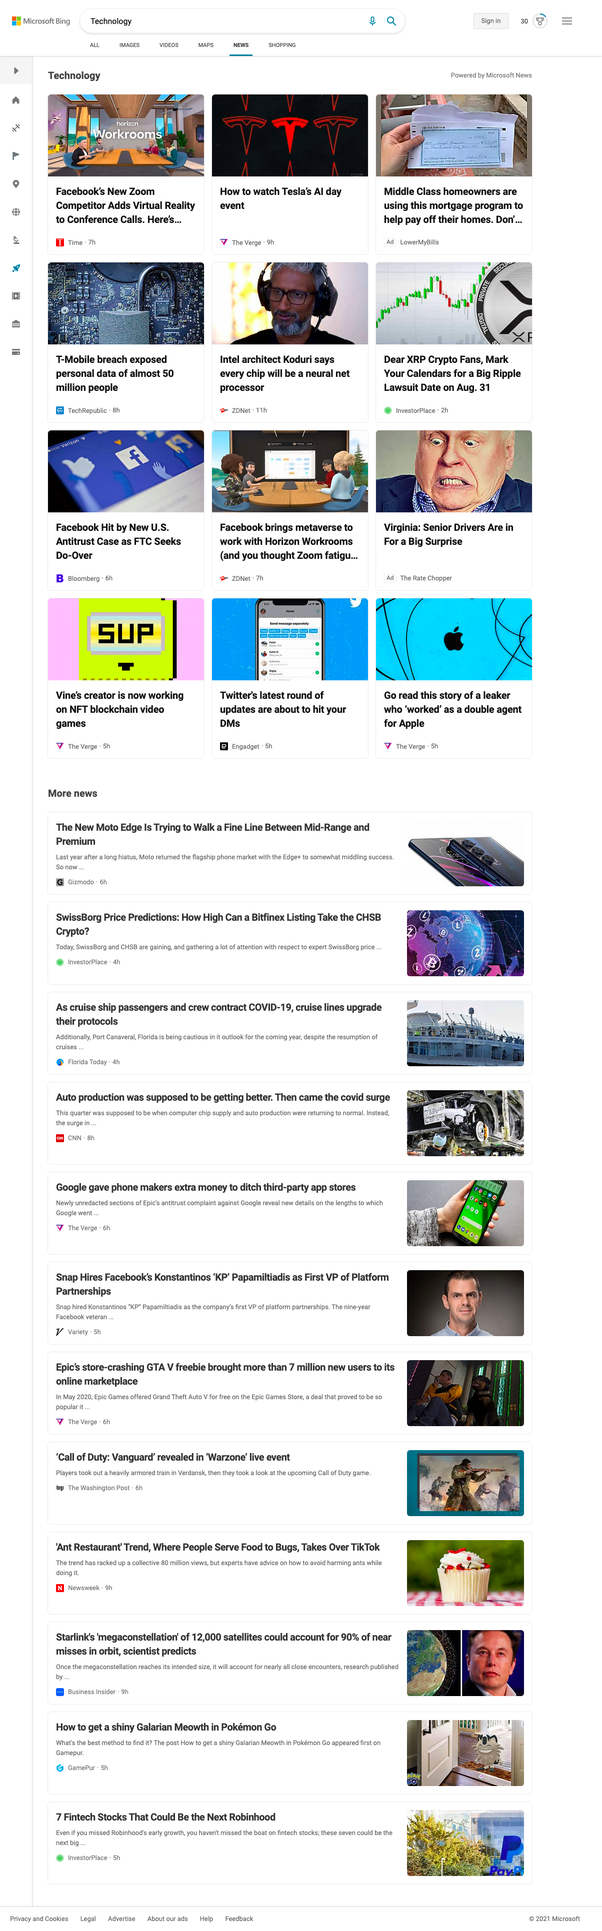 Microsoft Bing
Technology
Sign in
30
ALL
IMAGES
VIDEOS
MAPS
NEWS
SHOPPING
Technology
Powered by Microsoft News
horizon
Workrooms
Facebook's New Zoom
Competitor Adds Virtual Reality
to Conference Calls. Here's...
Time · 7h
How to watch Tesla's AI day
event
The Verge · 9h
Middle Class homeowners are
using this mortgage program to
help pay off their homes. Don'...
Ad LowerMyBills
T-Mobile breach exposed
personal data of almost 50
million people
TechRepublic · 8h
Intel architect Koduri says
every chip will be a neural net
processor
ZDNet · 11h
Dear XRP Crypto Fans, Mark
Your Calendars for a Big Ripple
Lawsuit Date on Aug. 31
InvestorPlace · 2h
Facebook Hit by New U.S.
Antitrust Case as FTC Seeks
Do-Over
Bloomberg · 6h
Facebook brings metaverse to
work with Horizon Workrooms
(and you thought Zoom fatigu...
ZDNet · 7h
Virginia: Senior Drivers Are in
For a Big Surprise
Ad The Rate Chopper
SUP
Vine's creator is now working
on NFT blockchain video
games
The Verge · 5h
Twitter's latest round of
updates are about to hit your
DMs
Engadget · 5h
Go read this story of a leaker
who 'worked' as a double agent
for Apple
The Verge · 5h
More news
The New Moto Edge Is Trying to Walk a Fine Line Between Mid-Range and
Premium
Last year after a long hiatus, Moto returned the flagship phone market with the Edge+ to somewhat middling success.
So now ...
Gizmodo · 6h
SwissBorg Price Predictions: How High Can a Bitfinex Listing Take the CHSB
Crypto?
Today, SwissBorg and CHSB are gaining, and gathering a lot of attention with respect to expert SwissBorg price ...
InvestorPlace · 4h
As cruise ship passengers and crew contract COVID-19, cruise lines upgrade
their protocols
Additionally, Port Canaveral, Florida is being cautious in it outlook for the coming year, despite the resumption of
cruises ...
Florida Today · 4h
Auto production was supposed to be getting better. Then came the covid surge
This quarter was supposed to be when computer chip supply and auto production were returning to normal. Instead,
the surge in ...
CNN · 8h
Google gave phone makers extra money to ditch third-party app stores
Newly unredacted sections of Epic's antitrust complaint against Google reveal new details on the lengths to which
Google went ...
The Verge · 6h
Snap Hires Facebook's Konstantinos 'KP' Papamiltiadis as First VP of Platform
Partnerships
Snap hired Konstantinos "KP" Papamiltiadis as the company's first VP of platform partnerships. The nine-year
Facebook veteran ...
Variety · 5h
Epic's store-crashing GTA V freebie brought more than 7 million new users to its
online marketplace
In May 2020, Epic Games offered Grand Theft Auto V for free on the Epic Games Store, a deal that proved to be so
popular it ...
The Verge · 6h
'Call of Duty: Vanguard' revealed in 'Warzone' live event
Players took out a heavily armored train in Verdansk, then they took a look at the upcoming Call of Duty game.
The Washington Post · 6h
'Ant Restaurant' Trend, Where People Serve Food to Bugs, Takes Over TikTok
The trend has racked up a collective 80 million views, but experts have advice on how to avoid harming ants while
doing it.
Newsweek · 9h
Starlink's 'megaconstellation' of 12,000 satellites could account for 90% of near
misses in orbit, scientist predicts
Once the megaconstellation reaches its intended size, it will account for nearly all close encounters, research published
by ...
Business Insider · 9h
How to get a shiny Galarian Meowth in Pokémon Go
What's the best method to find it? The post How to get a shiny Galarian Meowth in Pokémon Go appeared first on
Gamepur.
GamePur · 5h
7 Fintech Stocks That Could Be the Next Robinhood
Even if you missed Robinhood's early growth, you haven't missed the boat on fintech stocks; these seven could be the
next big ...
InvestorPlace · 5h
Privacy and Cookies
Legal
Advertise
About our ads
Help
Feedback
© 2021 Microsoft